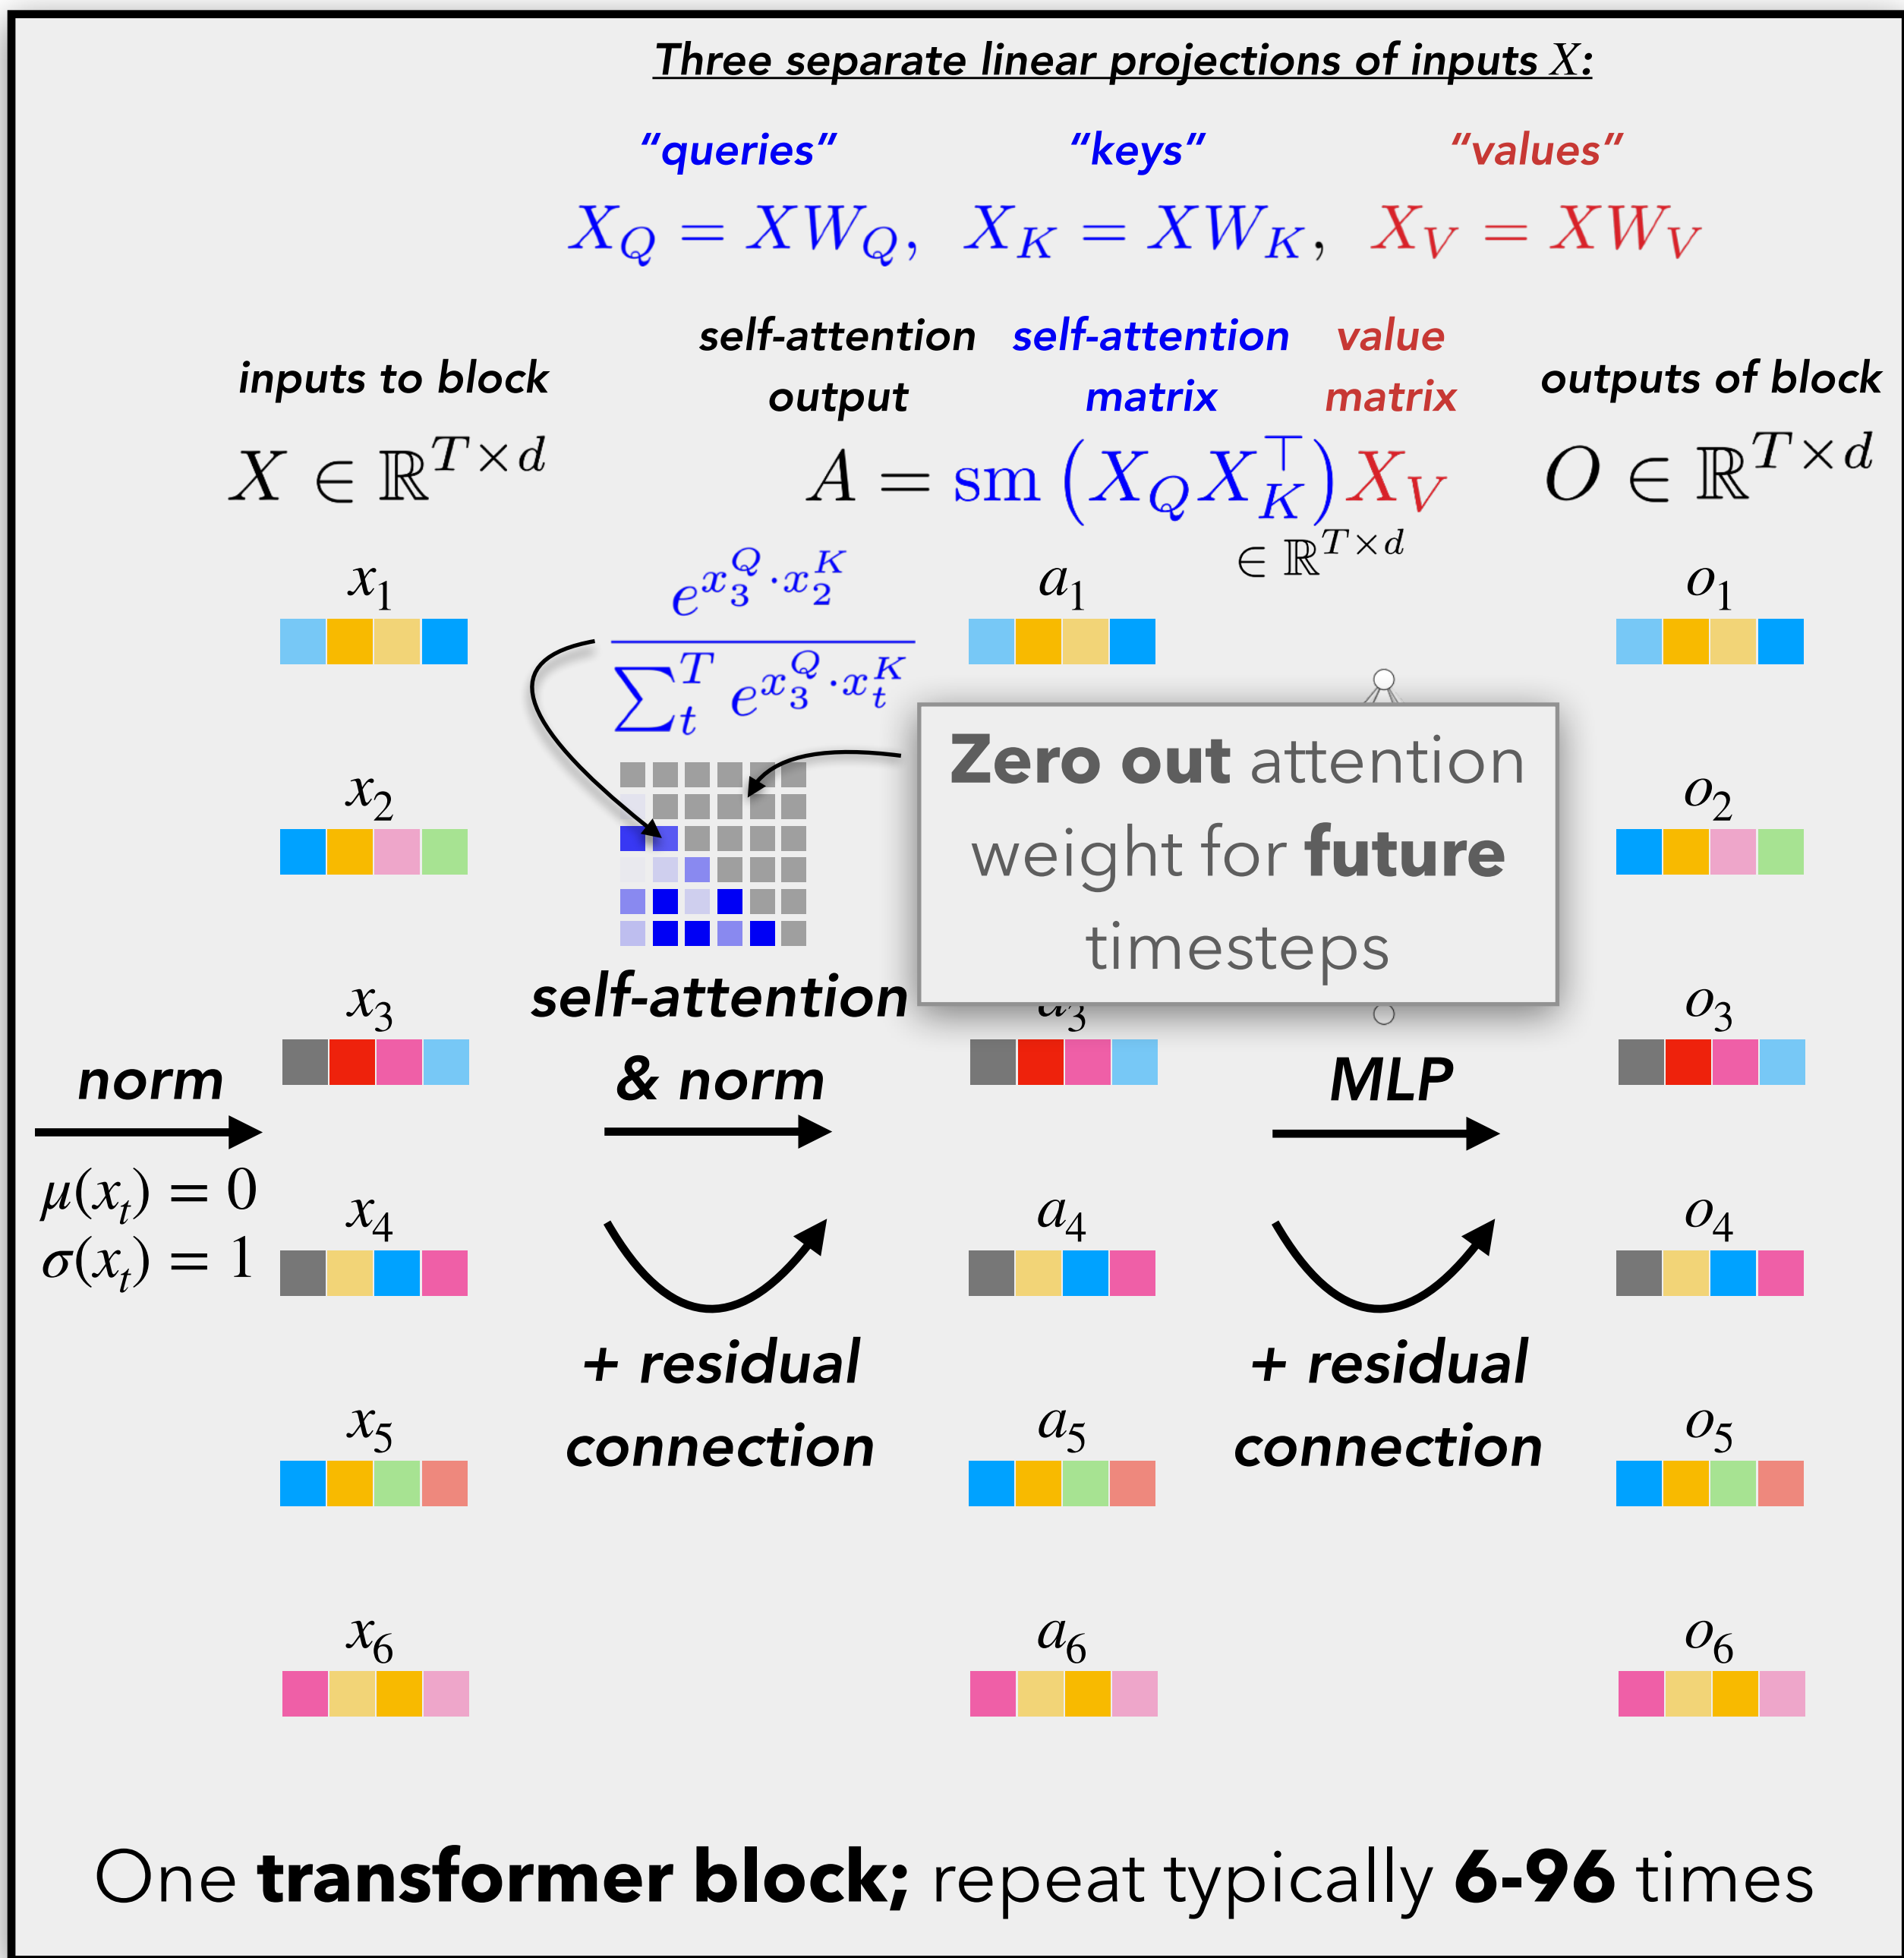 Three separate linear projections of inputs X:
“queries” “keys” “values”
X_Q = XW_Q, X_K = XW_K, X_V = XW_V
self-attention output
self-attention matrix
value matrix
inputs to block
outputs of block
X ∈ ℝ^{T×d}
A = sm(X_Q X_K^⊤)X_V
∈ ℝ^{T×d}
O ∈ ℝ^{T×d}
e^{x_3^Q·x_2^K}
∑_t^T e^{x_3^Q·x_t^K}
x_1
a_1
o_1
Zero out attention
weight for future
timesteps
x_2
o_2
x_3
self-attention
& norm
a_3
MLP
o_3
norm
μ(x_t) = 0
σ(x_t) = 1
x_4
a_4
o_4
+ residual
connection
+ residual
connection
x_5
a_5
o_5
x_6
a_6
o_6
One transformer block; repeat typically 6-96 times